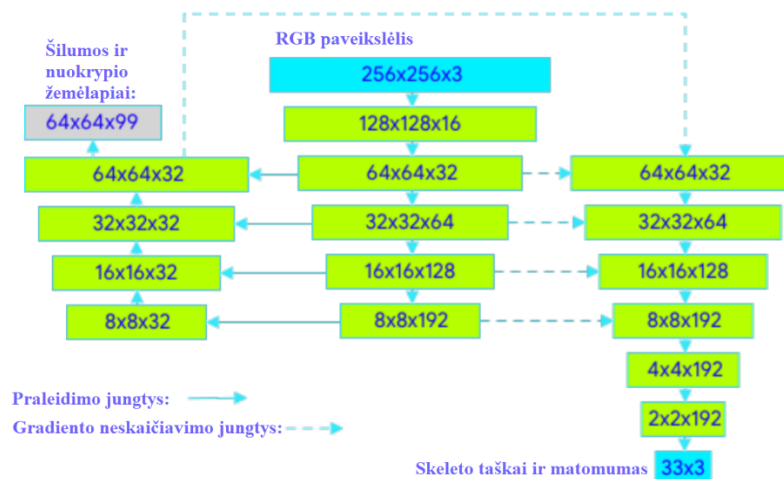 Šilumos ir
nuokrypio
žemėlapiai:
RGB paveikslėlis
256x256x3
64x64x99
128x128x16
64x64x32
64x64x32
64x64x32
32x32x32
32x32x64
32x32x64
16x16x32
16x16x128
16x16x128
8x8x32
8x8x192
8x8x192
4x4x192
Praleidimo jungtys:
2x2x192
Gradiento neskaičiavimo jungtys:
Skeleto taškai ir matomumas
33x3